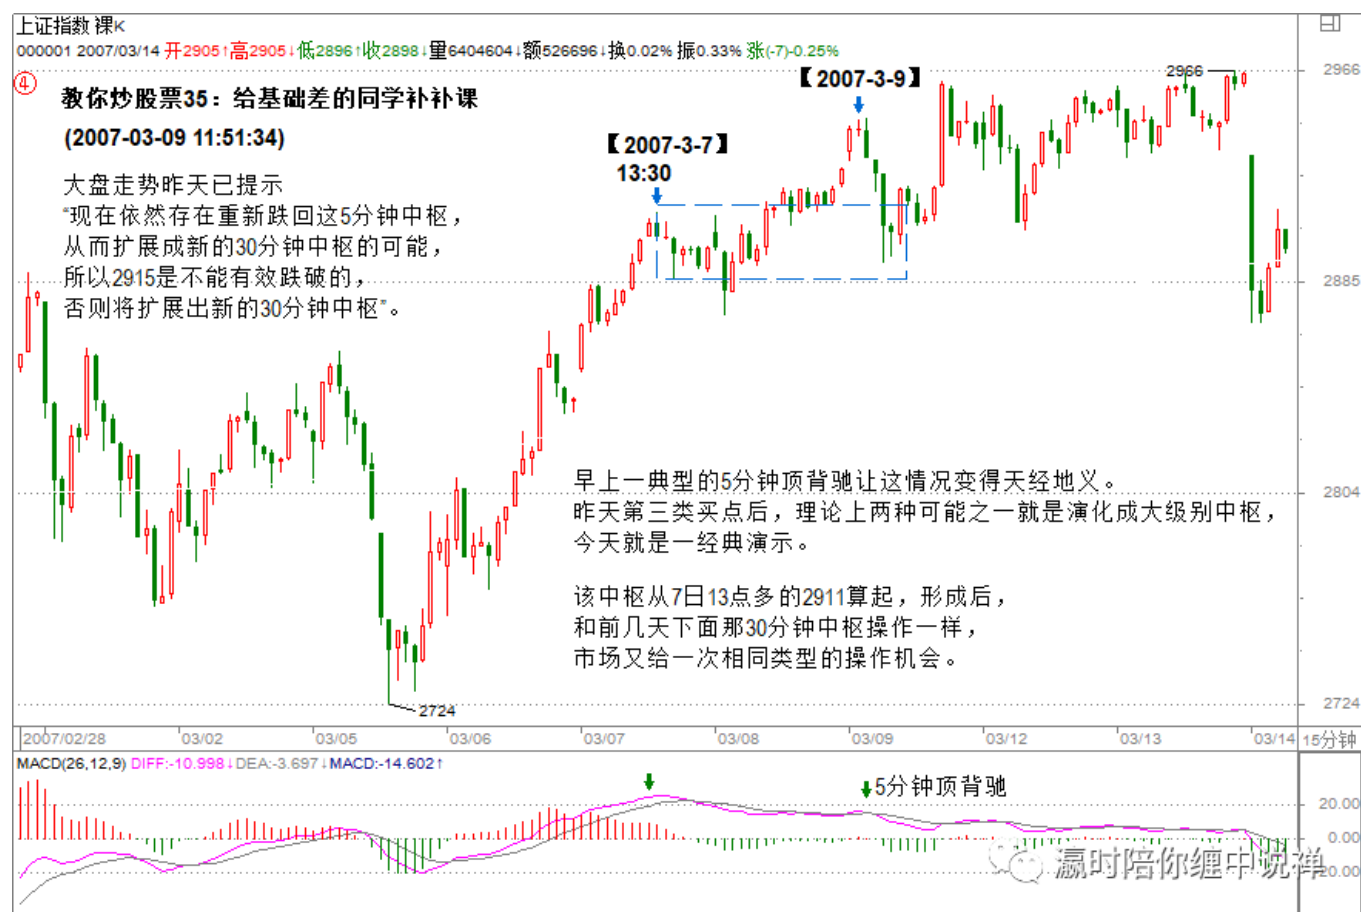 上证指数 裸K
000001 2007/03/14 开2905↑高2905↓低2896↑收2898↓量6404604↓额526696↓换0.02% 振0.33% 涨(-7)-0.25%
④
教你炒股票35：给基础差的同学补补课
(2007-03-09 11:51:34)
大盘走势昨天已提示
“现在依然存在重新跌回这5分钟中枢，
从而扩展成新的30分钟中枢的可能，
所以2915是不能有效跌破的，
否则将扩展出新的30分钟中枢”。
【2007-3-7】
13:30
【2007-3-9】
2966
2966
2885
2804
2724
2724
早上一典型的5分钟顶背驰让这情况变得天经地义。
昨天第三类买点后，理论上两种可能之一就是演化成大级别中枢，
今天就是一经典演示。
该中枢从7日13点多的2911算起，形成后，
和前几天下面那30分钟中枢操作一样，
市场又给一次相同类型的操作机会。
2007/02/28 03/02 03/05 03/06 03/07 03/08 03/09 03/12 03/13 03/14 15分钟
MACD(26,12,9) DIFF:-10.998↓DEA:-3.697↓MACD:-14.602↑
5分钟顶背驰
20.00
0.00
20.00
瀛时陪你缠中说禅